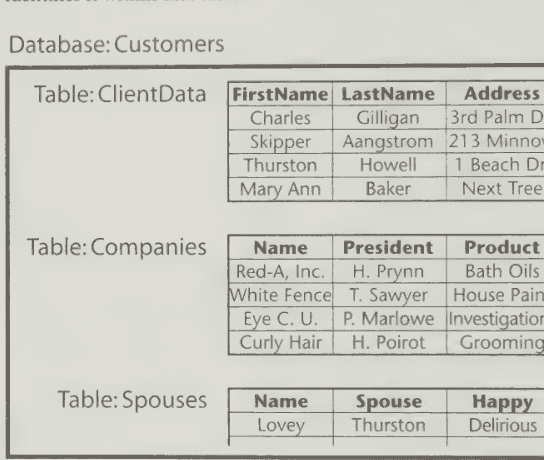 Database: Customers
Table: ClientData
FirstName LastName Address
Charles Gilligan 3rd Palm D
Skipper Aangstrom 213 Minnov
Thurston Howell 1 Beach Dr
Mary Ann Baker Next Tree
Table: Companies
Name President Product
Red-A, Inc. H. Prynn Bath Oils
White Fence T. Sawyer House Pain
Eye C. U. P. Marlowe Investigation
Curly Hair H. Poirot Grooming
Table: Spouses
Name Spouse Happy
Lovey Thurston Delirious